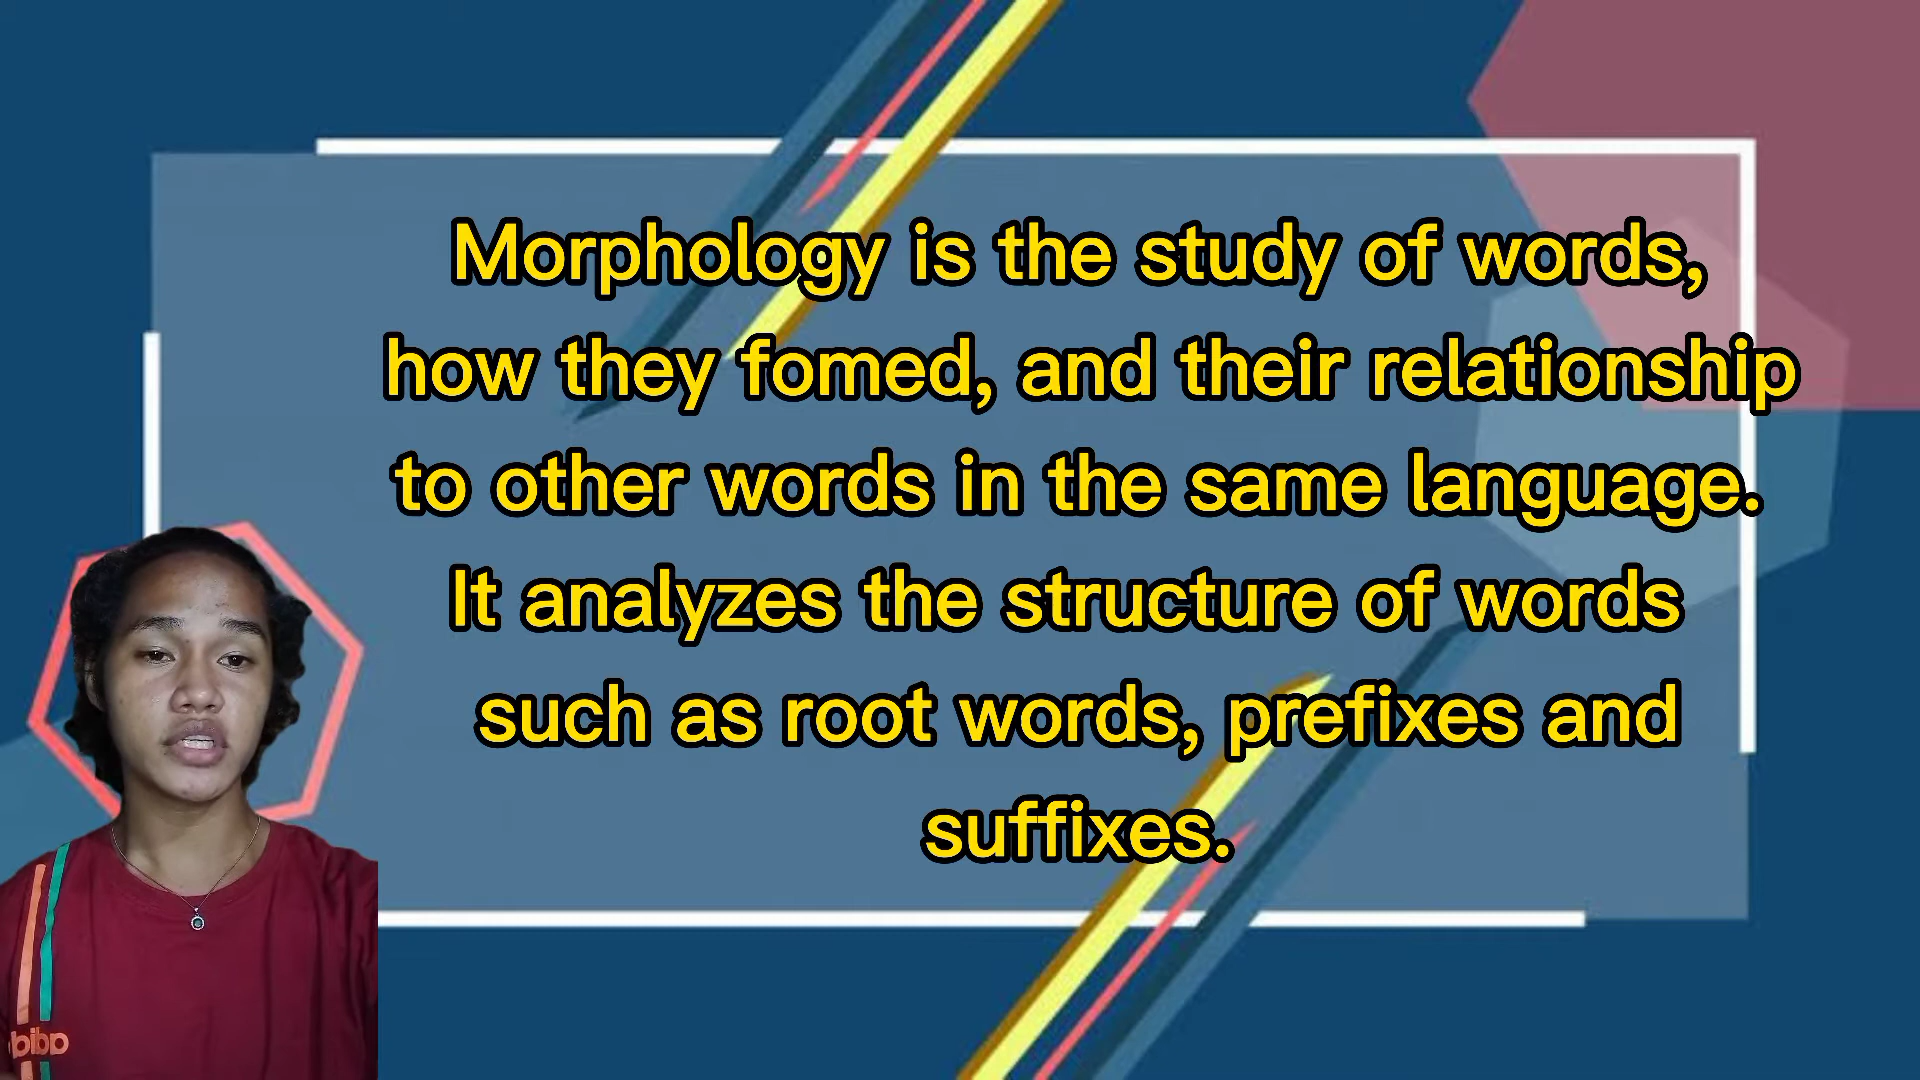 Morphology is the study of words,
how they fomed, and their relationship
to other words in the same language.
It analyzes the structure of words
such as root words, prefixes and
suffixes.